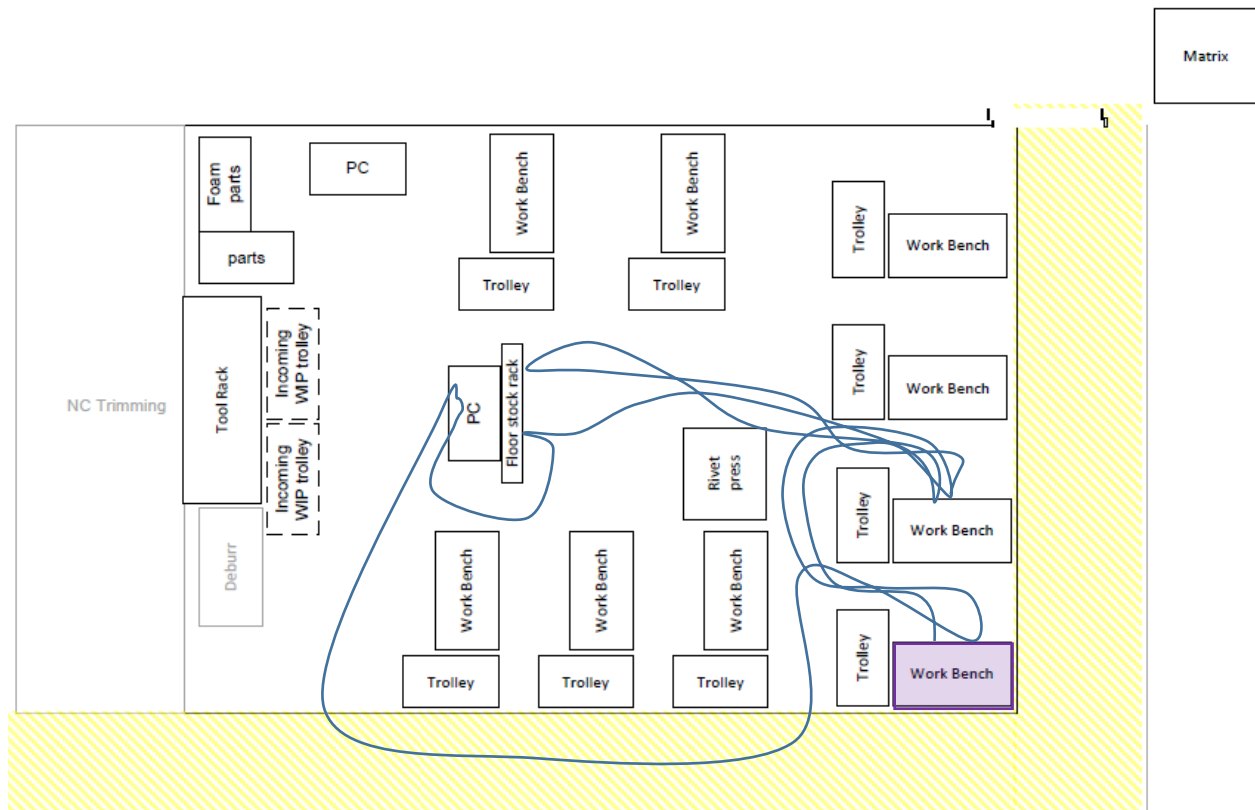 Matrix
Foam
parts
PC
Work Bench
Work Bench
Trolley
Work Bench
parts
Trolley
Trolley
NC Trimming
Tool Rack
Incoming
WIP trolley
Incoming
WIP trolley
PC
Floor stock rack
Trolley
Work Bench
Rivet
press
Trolley
Work Bench
Deburr
Work Bench
Work Bench
Work Bench
Trolley
Trolley
Trolley
Trolley
Work Bench